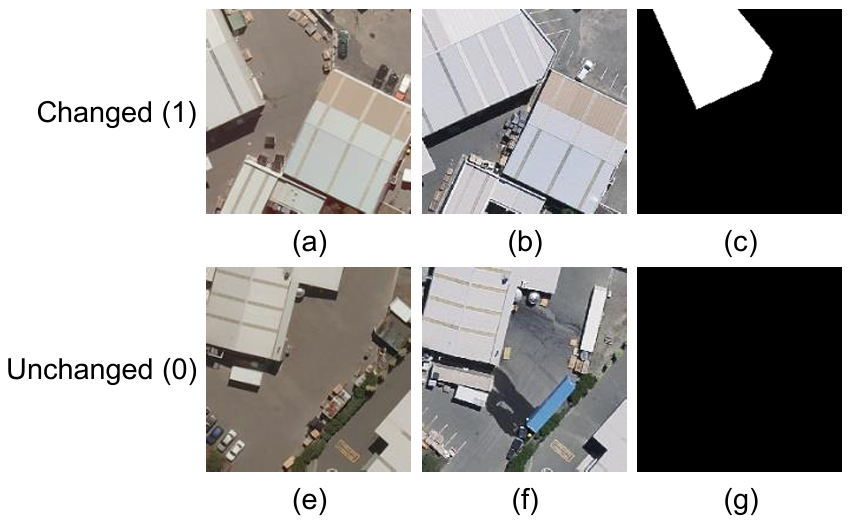 Changed (1)
(a)
(b)
(c)
Unchanged (0)
(e)
(f)
(g)